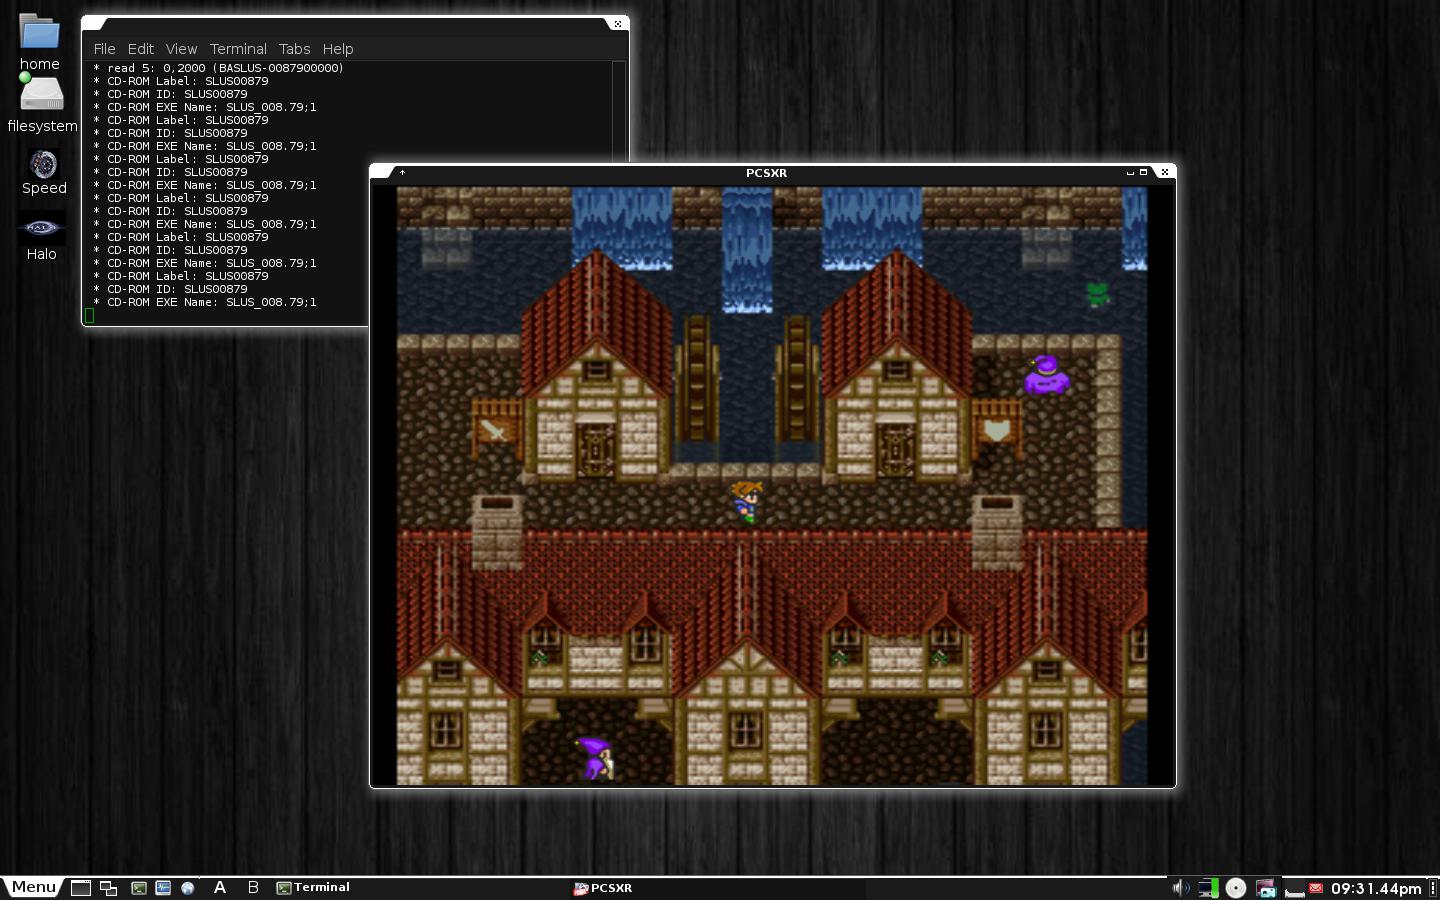 home
filesystem
Speed
HALO
Halo
File Edit View Terminal Tabs Help
* read 5: 0,2000 (BASLUS-0087900000)
* CD-ROM Label: SLUS00879
* CD-ROM ID: SLUS00879
* CD-ROM EXE Name: SLUS_008.79;1
* CD-ROM Label: SLUS00879
* CD-ROM ID: SLUS00879
* CD-ROM EXE Name: SLUS_008.79;1
* CD-ROM Label: SLUS00879
* CD-ROM ID: SLUS00879
* CD-ROM EXE Name: SLUS_008.79;1
* CD-ROM Label: SLUS00879
* CD-ROM ID: SLUS00879
* CD-ROM EXE Name: SLUS_008.79;1
* CD-ROM Label: SLUS00879
* CD-ROM ID: SLUS00879
* CD-ROM EXE Name: SLUS_008.79;1
* CD-ROM Label: SLUS00879
* CD-ROM ID: SLUS00879
* CD-ROM EXE Name: SLUS_008.79;1
PCSXR
Menu A B Terminal PCSXR 09:31.44pm